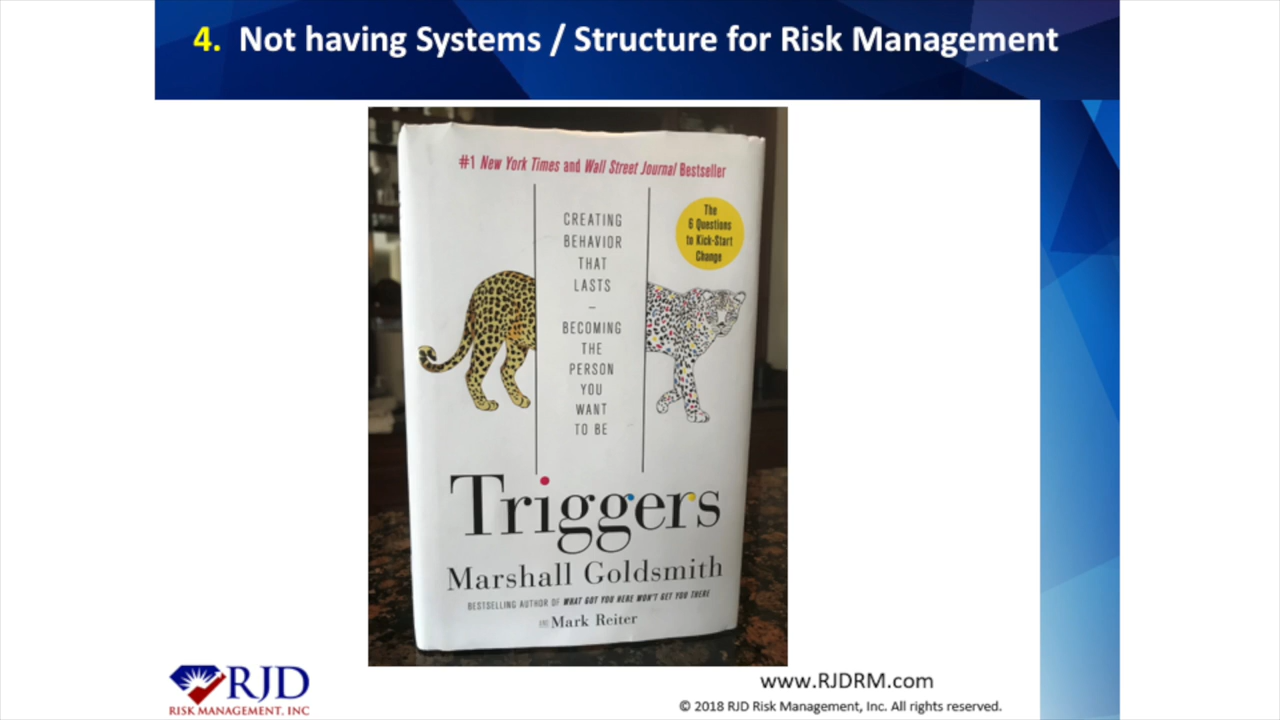 4. Not having Systems / Structure for Risk Management
#1 New York Times and Wall Street Journal Bestseller
The
6 Questions
to Kick-Start
Change
CREATING
BEHAVIOR
THAT
LASTS
–
BECOMING
THE
PERSON
YOU
WANT
TO BE
Triggers
Marshall Goldsmith
BESTSELLING AUTHOR OF WHAT GOT YOU HERE WON'T GET YOU THERE
AND Mark Reiter
RJD
RISK MANAGEMENT, INC
www.RJDRM.com
© 2018 RJD Risk Management, Inc. All rights reserved.